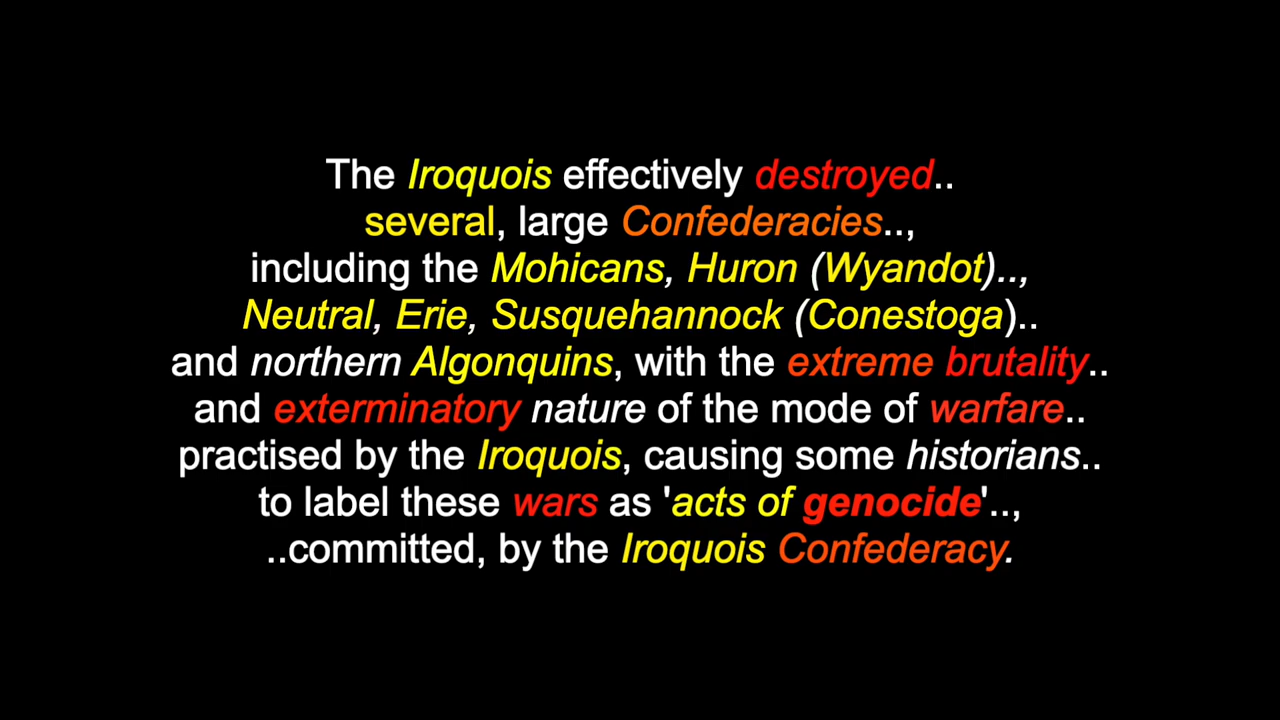 The Iroquois effectively destroyed..
several, large Confederacies..,
including the Mohicans, Huron (Wyandot)..,
Neutral, Erie, Susquehannock (Conestoga)..
and northern Algonquins, with the extreme brutality..
and exterminatory nature of the mode of warfare..
practised by the Iroquois, causing some historians..
to label these wars as 'acts of genocide'..,
..committed, by the Iroquois Confederacy.